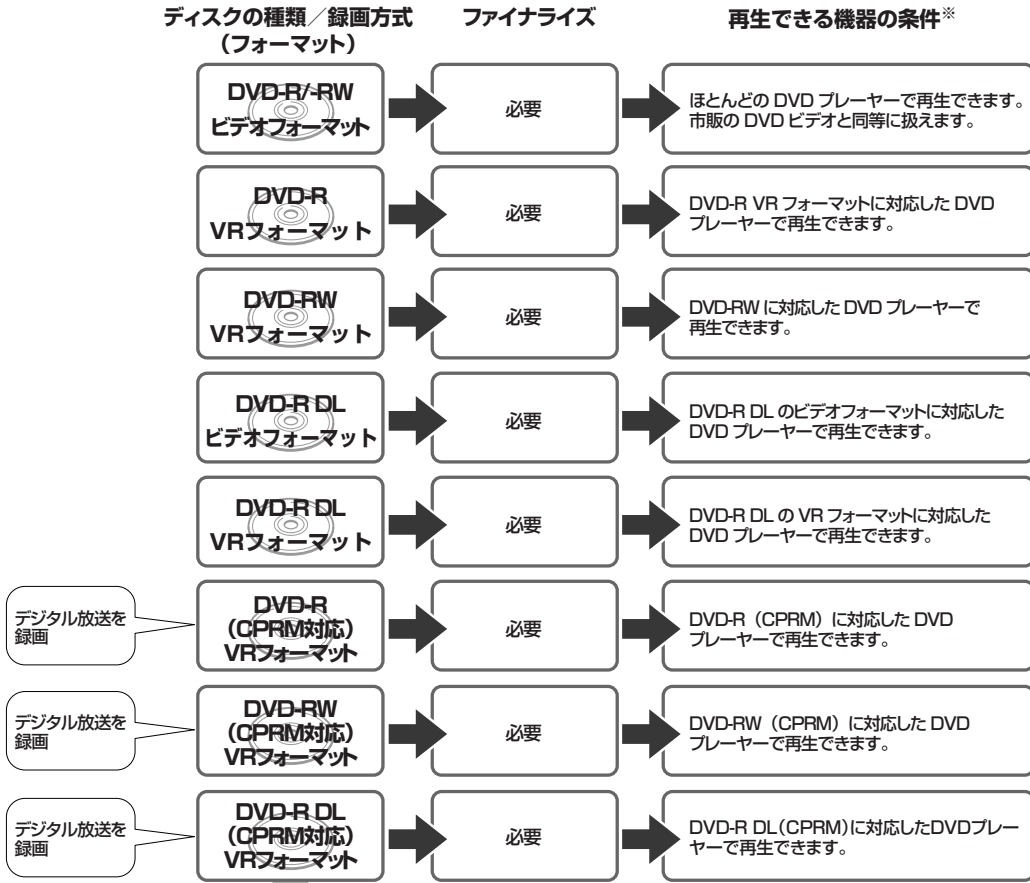 ディスクの種類／録画方式
（フォーマット）
ファイナライズ
再生できる機器の条件※
DVD-R/-RW
ビデオフォーマット
必要
ほとんどの DVD プレーヤーで再生できます。
市販の DVD ビデオと同等に扱えます。
DVD-R
VRフォーマット
必要
DVD-R VR フォーマットに対応した DVD
プレーヤーで再生できます。
DVD-RW
VRフォーマット
必要
DVD-RW に対応した DVD プレーヤーで
再生できます。
DVD-R DL
ビデオフォーマット
必要
DVD-R DL のビデオフォーマットに対応した
DVD プレーヤーで再生できます。
DVD-R DL
VRフォーマット
必要
DVD-R DL の VR フォーマットに対応した
DVD プレーヤーで再生できます。
デジタル放送を
録画
DVD-R
（CPRM対応）
VRフォーマット
必要
DVD-R（CPRM）に対応した DVD
プレーヤーで再生できます。
デジタル放送を
録画
DVD-RW
（CPRM対応）
VRフォーマット
必要
DVD-RW（CPRM）に対応した DVD
プレーヤーで再生できます。
デジタル放送を
録画
DVD-R DL
（CPRM対応）
VRフォーマット
必要
DVD-R DL(CPRM)に対応したDVDプレー
ヤーで再生できます。